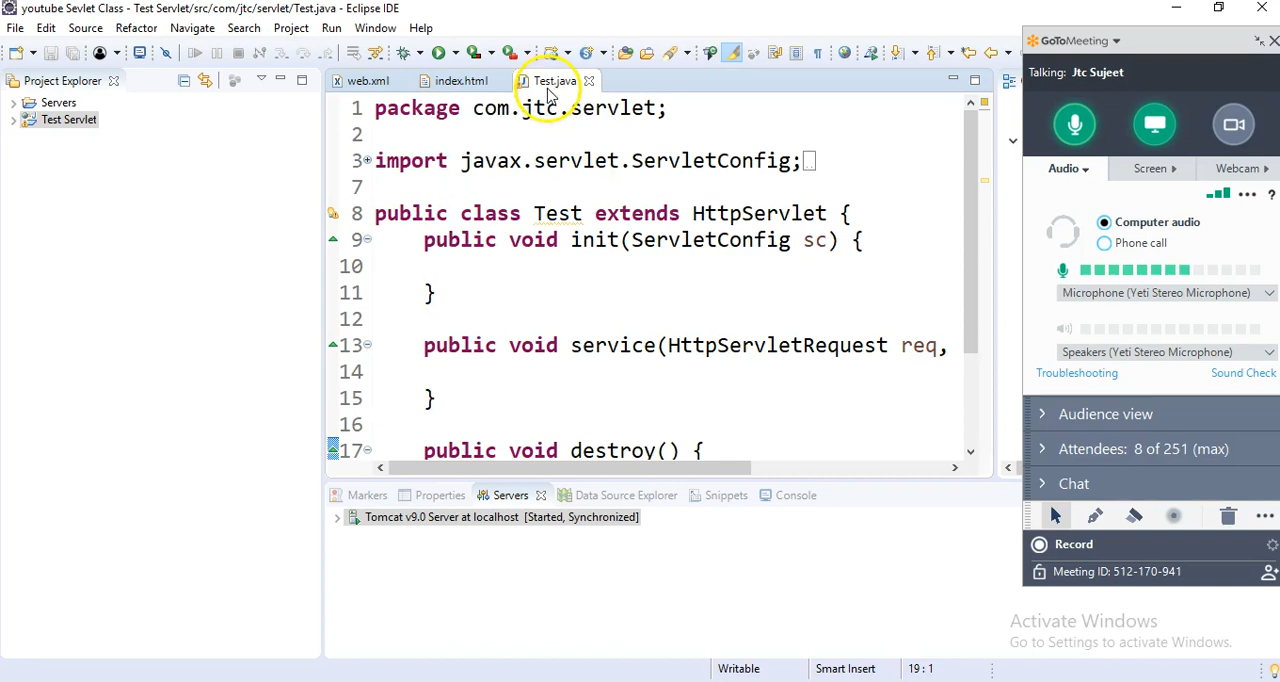 youtube Sevlet Class - Test Servlet/src/com/jtc/servlet/Test.java - Eclipse IDE
File Edit Source Refactor Navigate Search Project Run Window Help
Project Explorer
Servers
Test Servlet
web.xml index.html Test.java
1 package com.jtc.servlet;
2
3 import javax.servlet.ServletConfig;
7
8 public class Test extends HttpServlet {
9 public void init(ServletConfig sc) {
10
11 }
12
13 public void service(HttpServletRequest req,
14
15 }
16
17 public void destroy() {
Markers Properties Servers Data Source Explorer Snippets Console
Tomcat v9.0 Server at localhost [Started, Synchronized]
Writable Smart Insert 19 : 1
GoToMeeting
Talking: Jtc Sujeet
Audio Screen Webcam
?
Computer audio
Phone call
Microphone (Yeti Stereo Microphone)
Speakers (Yeti Stereo Microphone)
Troubleshooting Sound Check
Audience view
Attendees: 8 of 251 (max)
Chat
Record
Meeting ID: 512-170-941
Activate Windows
Go to Settings to activate Windows.